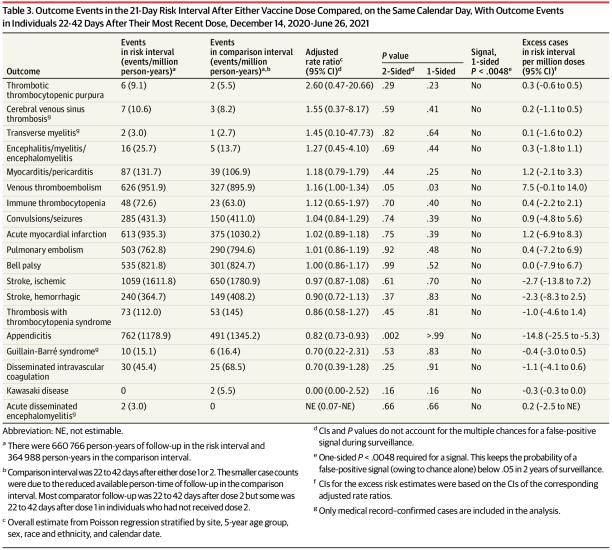 Table 3. Outcome Events in the 21-Day Risk Interval After Either Vaccine Dose Compared, on the Same Calendar Day, With Outcome Events
in Individuals 22-42 Days After Their Most Recent Dose, December 14, 2020-June 26, 2021
Outcome Events in risk interval (events/million person-years)a Events in comparison interval (events/million person-years)a,b Adjusted rate ratioc (95% CI)d P value 2-Sidedd 1-Sided Signal, 1-sided P < .0048e Excess cases in risk interval per million doses (95% CI)f
Thrombotic thrombocytopenic purpura 6 (9.1) 2 (5.5) 2.60 (0.47-20.66) .29 .23 No 0.3 (−0.6 to 0.5)
Cerebral venous sinus thrombosisg 7 (10.6) 3 (8.2) 1.55 (0.37-8.17) .59 .41 No 0.2 (−1.1 to 0.5)
Transverse myelitisg 2 (3.0) 1 (2.7) 1.45 (0.10-47.73) .82 .64 No 0.1 (−1.6 to 0.2)
Encephalitis/myelitis/encephalomyelitis 16 (25.7) 5 (13.7) 1.27 (0.45-4.10) .69 .44 No 0.3 (−1.8 to 1.1)
Myocarditis/pericarditis 87 (131.7) 39 (106.9) 1.18 (0.79-1.79) .44 .25 No 1.2 (−2.1 to 3.3)
Venous thromboembolism 626 (951.9) 327 (895.9) 1.16 (1.00-1.34) .05 .03 No 7.5 (−0.1 to 14.0)
Immune thrombocytopenia 48 (72.6) 23 (63.0) 1.12 (0.65-1.97) .70 .40 No 0.4 (−2.2 to 2.1)
Convulsions/seizures 285 (431.3) 150 (411.0) 1.04 (0.84-1.29) .74 .39 No 0.9 (−4.8 to 5.6)
Acute myocardial infarction 613 (935.3) 375 (1030.2) 1.02 (0.89-1.18) .75 .39 No 1.2 (−6.9 to 8.3)
Pulmonary embolism 503 (762.8) 290 (794.6) 1.01 (0.86-1.19) .92 .48 No 0.4 (−7.2 to 6.9)
Bell palsy 535 (821.8) 301 (824.7) 1.00 (0.86-1.17) .99 .52 No 0.0 (−7.9 to 6.7)
Stroke, ischemic 1059 (1611.8) 650 (1780.9) 0.97 (0.87-1.08) .61 .70 No −2.7 (−13.8 to 7.2)
Stroke, hemorrhagic 240 (364.7) 149 (408.2) 0.90 (0.72-1.13) .37 .83 No −2.3 (−8.3 to 2.5)
Thrombosis with thrombocytopenia syndrome 73 (112.0) 53 (145) 0.86 (0.58-1.27) .45 .81 No −1.0 (−4.6 to 1.4)
Appendicitis 762 (1178.9) 491 (1345.2) 0.82 (0.73-0.93) .002 >.99 No −14.8 (−25.5 to −5.3)
Guillain-Barré syndromeg 10 (15.1) 6 (16.4) 0.70 (0.22-2.31) .53 .83 No −0.4 (−3.0 to 0.5)
Disseminated intravascular coagulation 30 (45.4) 25 (68.5) 0.70 (0.39-1.28) .25 .91 No −1.1 (−4.1 to 0.6)
Kawasaki disease 0 2 (5.5) 0.00 (0.00-2.52) .16 .16 No −0.3 (−0.3 to 0.0)
Acute disseminated encephalomyelitisg 2 (3.0) 0 NE (0.07-NE) .66 .66 No 0.2 (−2.5 to NE)
Abbreviation: NE, not estimable.
a There were 660 766 person-years of follow-up in the risk interval and
364 988 person-years in the comparison interval.
b Comparison interval was 22 to 42 days after either dose 1 or 2. The smaller case counts
were due to the reduced available person-time of follow-up in the comparison
interval. Most comparator follow-up was 22 to 42 days after dose 2 but some was
22 to 42 days after dose 1 in individuals who had not received dose 2.
c Overall estimate from Poisson regression stratified by site, 5-year age group,
sex, race and ethnicity, and calendar date.
d CIs and P values do not account for the multiple chances for a false-positive
signal during surveillance.
e One-sided P < .0048 required for a signal. This keeps the probability of a
false-positive signal (owing to chance alone) below .05 in 2 years of surveillance.
f CIs for the excess risk estimates were based on the CIs of the corresponding
adjusted rate ratios.
g Only medical record–confirmed cases are included in the analysis.